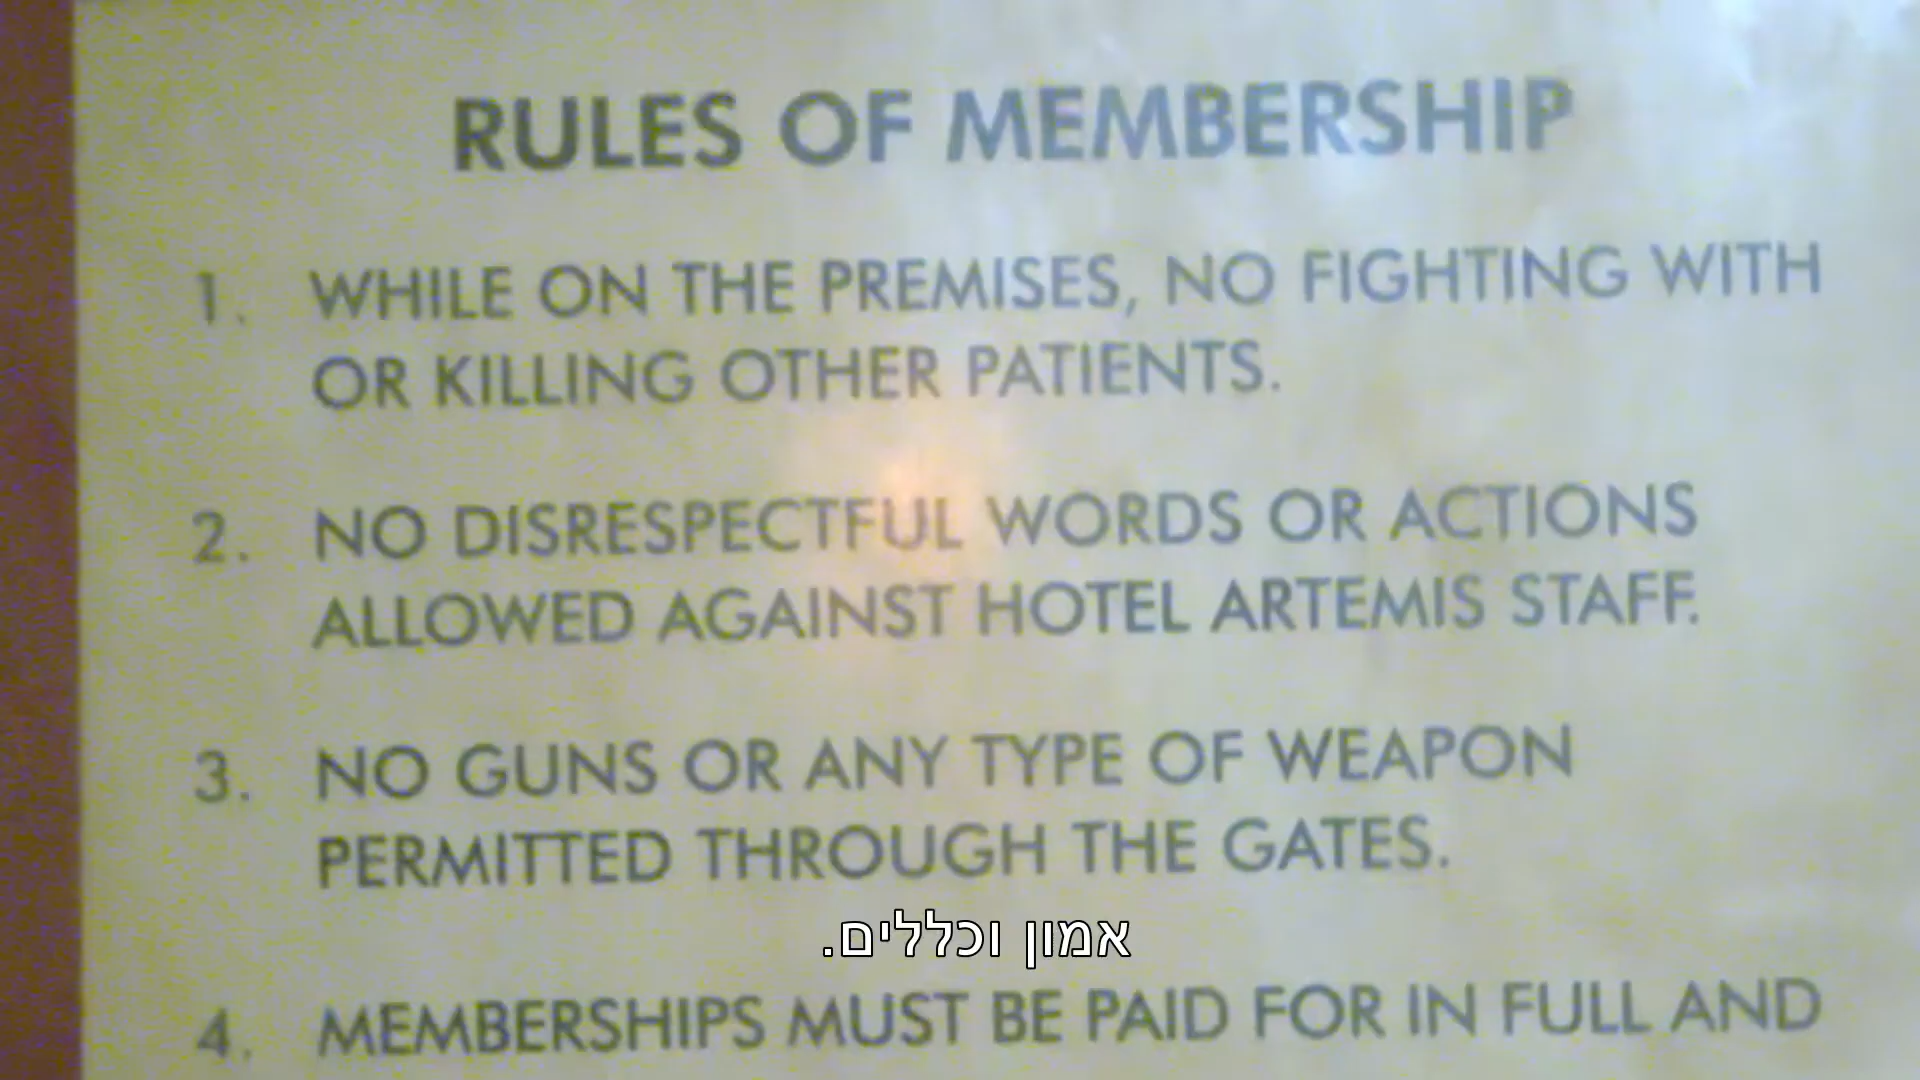 RULES OF MEMBERSHIP
1. WHILE ON THE PREMISES, NO FIGHTING WITH
OR KILLING OTHER PATIENTS.
2. NO DISRESPECTFUL WORDS OR ACTIONS
ALLOWED AGAINST HOTEL ARTEMIS STAFF.
3. NO GUNS OR ANY TYPE OF WEAPON
PERMITTED THROUGH THE GATES.
אמון וכללים.
4. MEMBERSHIPS MUST BE PAID FOR IN FULL AND